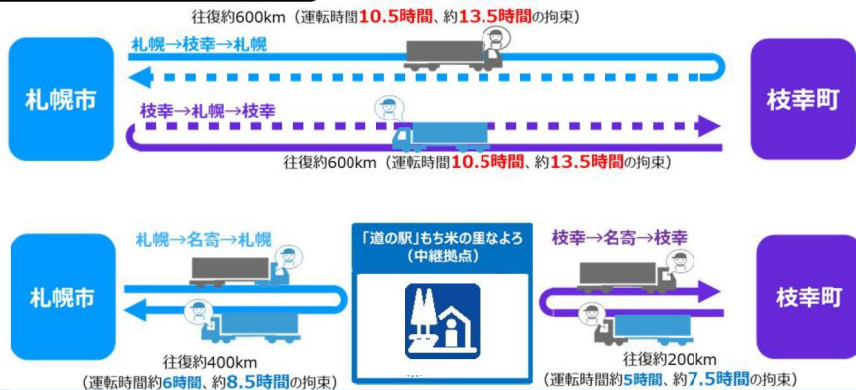 往復約600km（運転時間10.5時間、約13.5時間の拘束）
札幌→枝幸→札幌
札幌市
枝幸町
枝幸→札幌→枝幸
往復約600km（運転時間10.5時間、約13.5時間の拘束）
札幌→名寄→札幌
「道の駅」もち米の里なよろ
（中継拠点）
枝幸→名寄→枝幸
札幌市
枝幸町
往復約400km
（運転時間約6時間、約8.5時間の拘束）
往復約200km
（運転時間約5時間、約7.5時間の拘束）